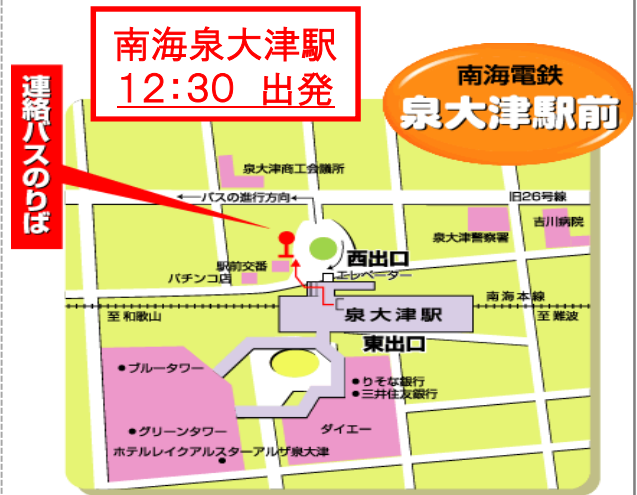 南海泉大津駅
12:30 出発
南海電鉄
泉大津駅前
連絡バスのりば
泉大津商工会議所
バスの進行方向
旧26号線
吉川病院
泉大津警察署
西出口
駅前交番
エレベーター
パチンコ店
南海本線
泉大津駅
至和歌山
至難波
東出口
ブルータワー
りそな銀行
三井住友銀行
グリーンタワー
ダイエー
ホテルレイクアルスターアルザ泉大津